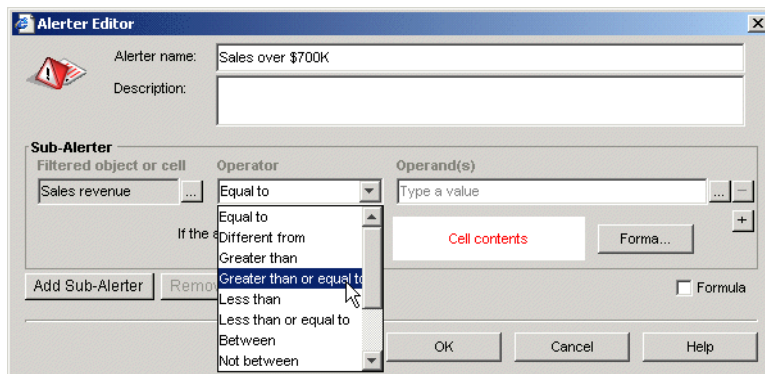 Alerter Editor
Alerter name: Sales over $700K
Description:
Sub-Alerter
Filtered object or cell Operator Operand(s)
Sales revenue ... Equal to Type a value ... −
Equal to
If the Different from Cell contents Forma... +
Greater than
Greater than or equal to
Add Sub-Alerter Less than Formula
Less than or equal to
Between OK Cancel Help
Not between